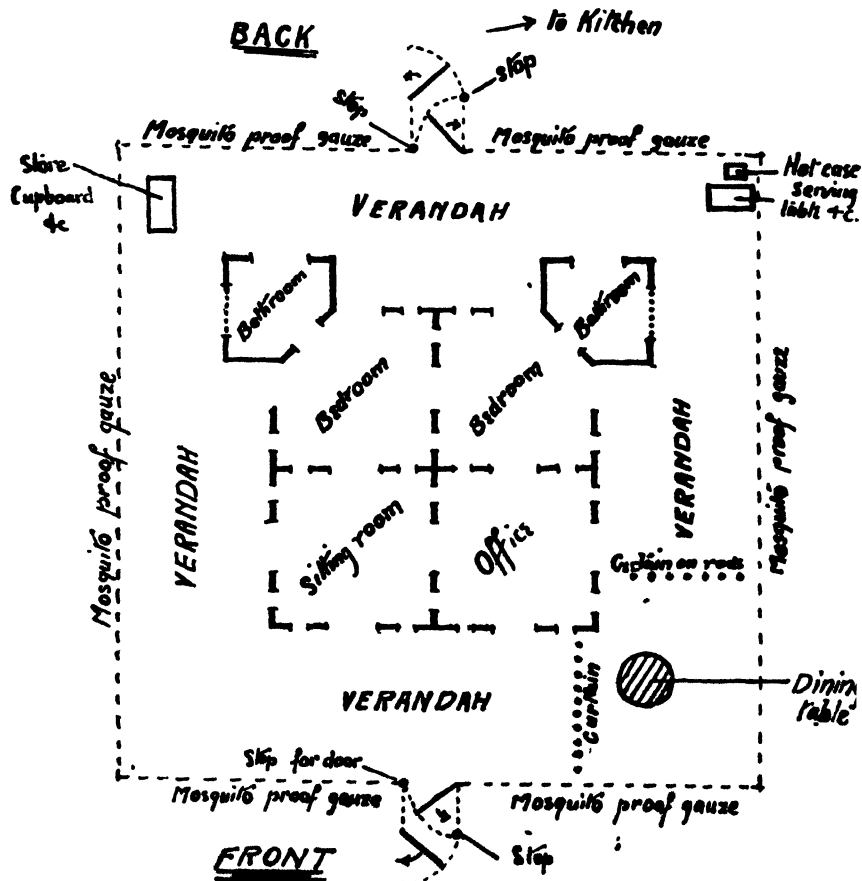 BACK
to Kitchen
stop
Stop
Mosquito proof gauze
Mosquito proof gauze
Store
Cupboard
&c
Hot case
serving
table &c.
VERANDAH
Bathroom
Bathroom
Bedroom
Bedroom
Mosquito proof gauze
VERANDAH
VERANDAH
Mosquito proof gauze
Sitting room
Office
Curtain on rods
VERANDAH
Curtain
Dining
table
Stop for door
Mosquito proof gauze
Mosquito proof gauze
FRONT
Stop